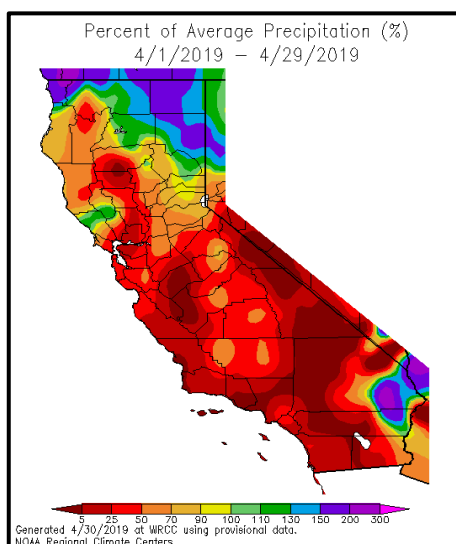 Percent of Average Precipitation (%)
4/1/2019 – 4/29/2019
5 25 50 70 90 100 110 130 150 200 300
Generated 4/30/2019 at WRCC using provisional data.
NOAA Regional Climate Centers